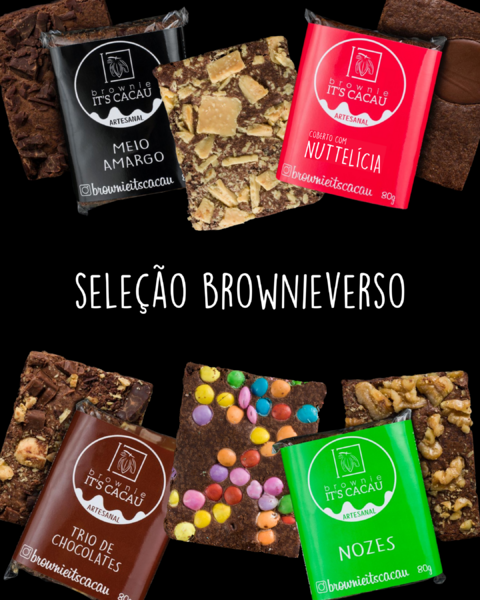 brownie
IT'S CACAU
ARTESANAL
MEIO
AMARGO
brownieitscacau
brownie
IT'S CACAU
ARTESANAL
COBERTO COM
NUTTELÍCIA
brownieitscacau
80g
SELEÇÃO BROWNIEVERSO
brownie
IT'S CACAU
ARTESANAL
TRIO DE
CHOCOLATES
brownieitscacau
80g
brownie
IT'S CACAU
ARTESANAL
NOZES
brownieitscacau
80g